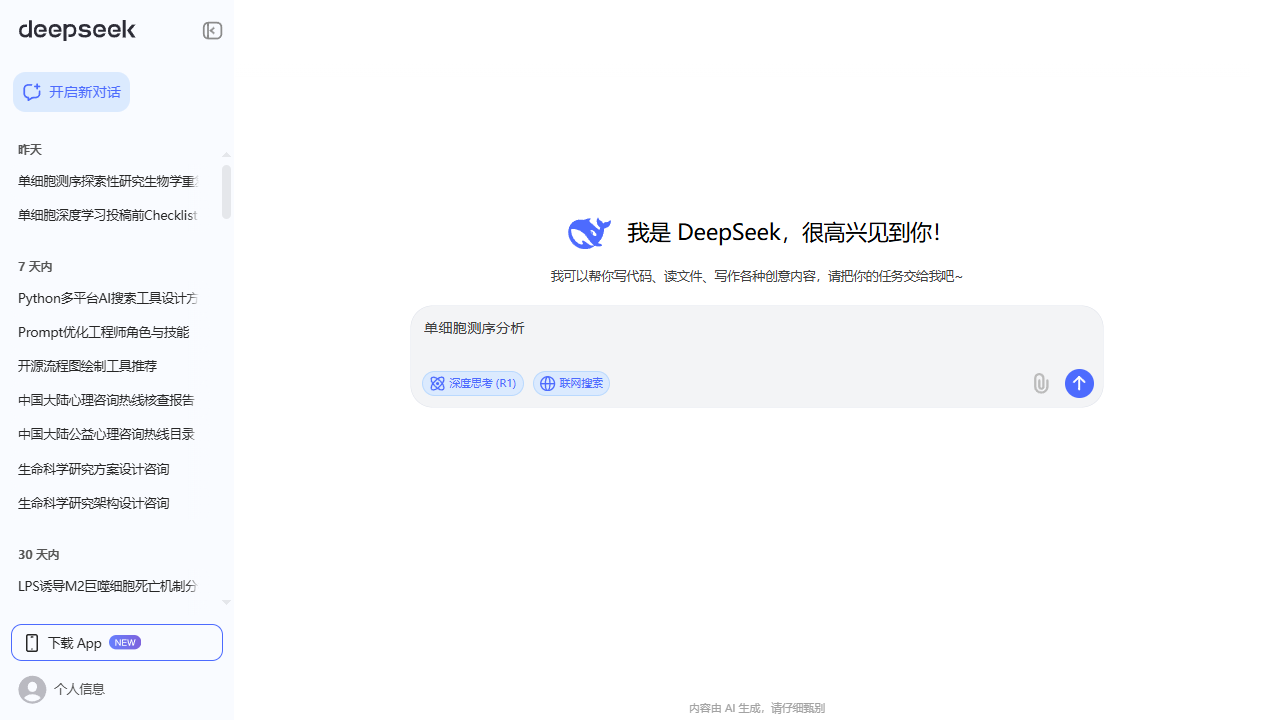 deepseek
开启新对话
昨天
单细胞测序探索性研究生物学重
单细胞深度学习投稿前Checklist
7 天内
Python多平台AI搜索工具设计方
Prompt优化工程师角色与技能
开源流程图绘制工具推荐
中国大陆心理咨询热线核查报告
中国大陆公益心理咨询热线目录
生命科学研究方案设计咨询
生命科学研究架构设计咨询
30 天内
LPS诱导M2巨噬细胞死亡机制分
下载 App NEW
个人信息
我是 DeepSeek，很高兴见到你！
我可以帮你写代码、读文件、写作各种创意内容，请把你的任务交给我吧~
单细胞测序分析
深度思考 (R1) 联网搜索
内容由 AI 生成，请仔细甄别